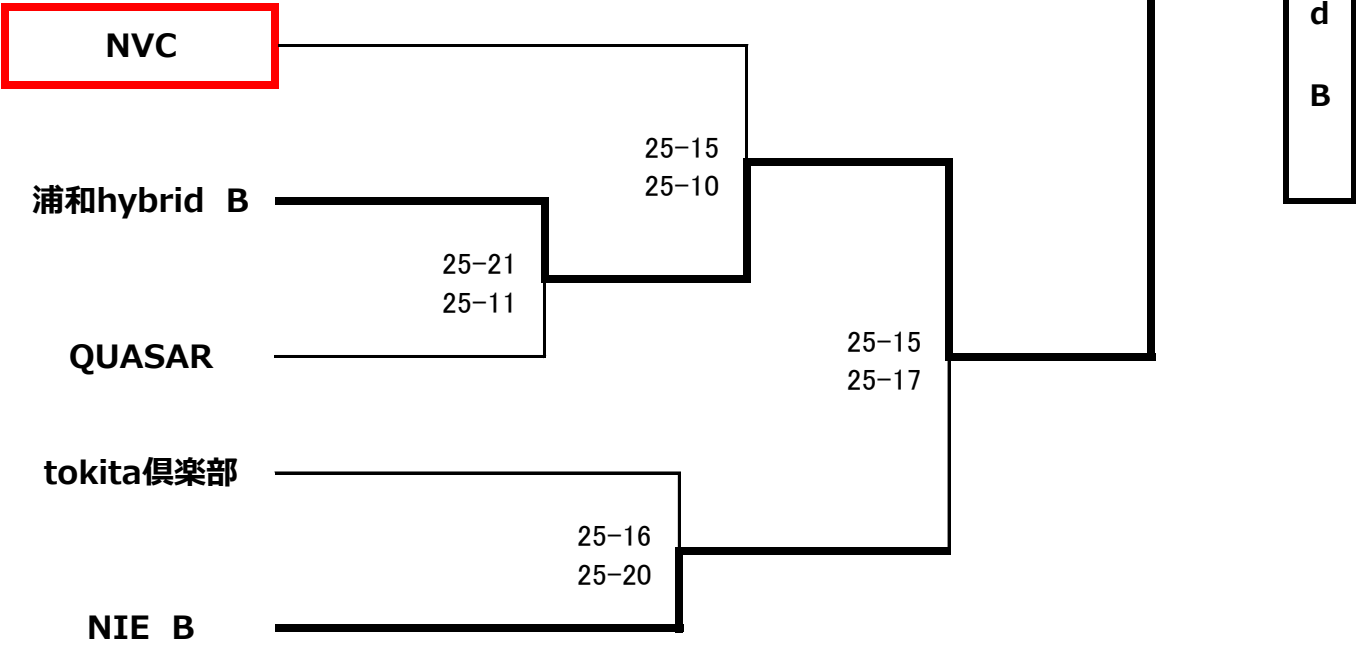 NVC
d
B
25-15
25-10
浦和hybrid B
25-21
25-11
QUASAR
25-15
25-17
tokita倶楽部
25-16
25-20
NIE B